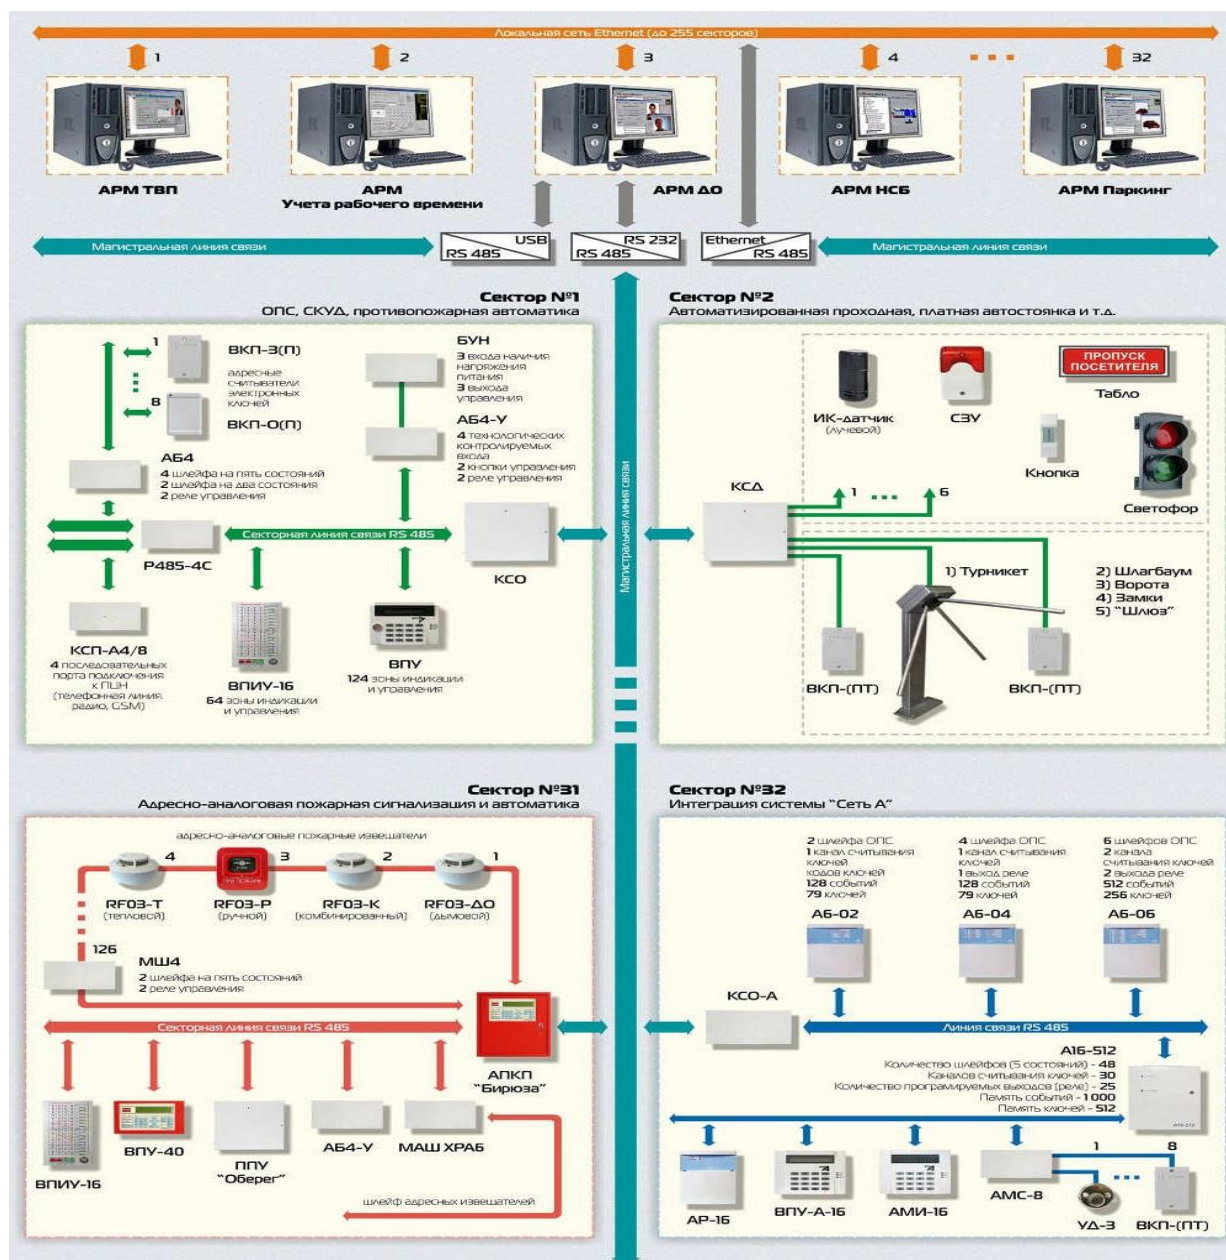 Локальная сеть Ethernet (до 255 секторов)
1
2
3
4
32
АРМ ТВП
АРМ
Учета рабочего времени
АРМ ДО
АРМ НСБ
АРМ Паркинг
Магистральная линия связи
USB
RS 485
RS 232
RS 485
Ethernet
RS 485
Магистральная линия связи
Магистральная линия связи
Сектор №1
ОПС, СКУД, противопожарная автоматика
1
ВКП-3(П)
адресные
считыватели
электронных
ключей
8
ВКП-О(П)
АБ4
4 шлейфа на пять состояний
2 шлейфа на два состояния
2 реле управления
Р485-4С
КСП-А4/8
4 последовательных
порта подключения
к ПЦН
(телефонная линия,
радио, GSM)
БУН
3 входа наличия
напряжения
питания
3 выхода
управления
АБ4-У
4 технологических
контролируемых
входа
2 кнопки управления
2 реле управления
Секторная линия связи RS 485
КСО
ВПИУ-16
64 зоны индикации
и управления
ВПУ
124 зоны индикации
и управления
Сектор №2
Автоматизированная проходная, платная автостоянка и т.д.
ИК-датчик
(лучевой)
СЗУ
ПРОПУСК
ПОСЕТИТЕЛЯ
Табло
Кнопка
Светофор
КСД
1
6
1) Турникет
2) Шлагбаум
3) Ворота
4) Замки
5) "Шлюз"
ВКП-(ПТ)
ВКП-(ПТ)
Сектор №31
Адресно-аналоговая пожарная сигнализация и автоматика
адресно-аналоговые пожарные извещатели
4
3
2
1
RF03-Т
(тепловой)
RF03-Р
(ручной)
RF03-К
(комбинированный)
RF03-ДО
(дымовой)
126
МШ4
2 шлейфа на пять состояний
2 реле управления
Секторная линия связи RS 485
АПКП
"Бирюза"
ВПИУ-16
ВПУ-40
ППУ
"Оберег"
АБ4-У
МАШ ХРАБ
шлейф адресных извещателей
Сектор №32
Интеграция системы "Сеть А"
2 шлейфа ОПС
1 канал считывания
ключей
кодов ключей
128 событий
79 ключей
А6-02
4 шлейфа ОПС
1 канал считывания
ключей
1 выход реле
128 событий
79 ключей
А6-04
6 шлейфов ОПС
2 канала
считывания ключей
2 выхода реле
512 событий
256 ключей
А6-06
КСО-А
Линия связи RS 485
А16-512
Количество шлейфов (5 состояний) - 48
Каналов считывания ключей - 30
Количество програмируемых выходов (реле) - 25
Память событий - 1 000
Память ключей - 512
А16-512
АР-16
ВПУ-А-16
АМИ-16
АМС-8
1
8
УД-3
ВКП-(ПТ)